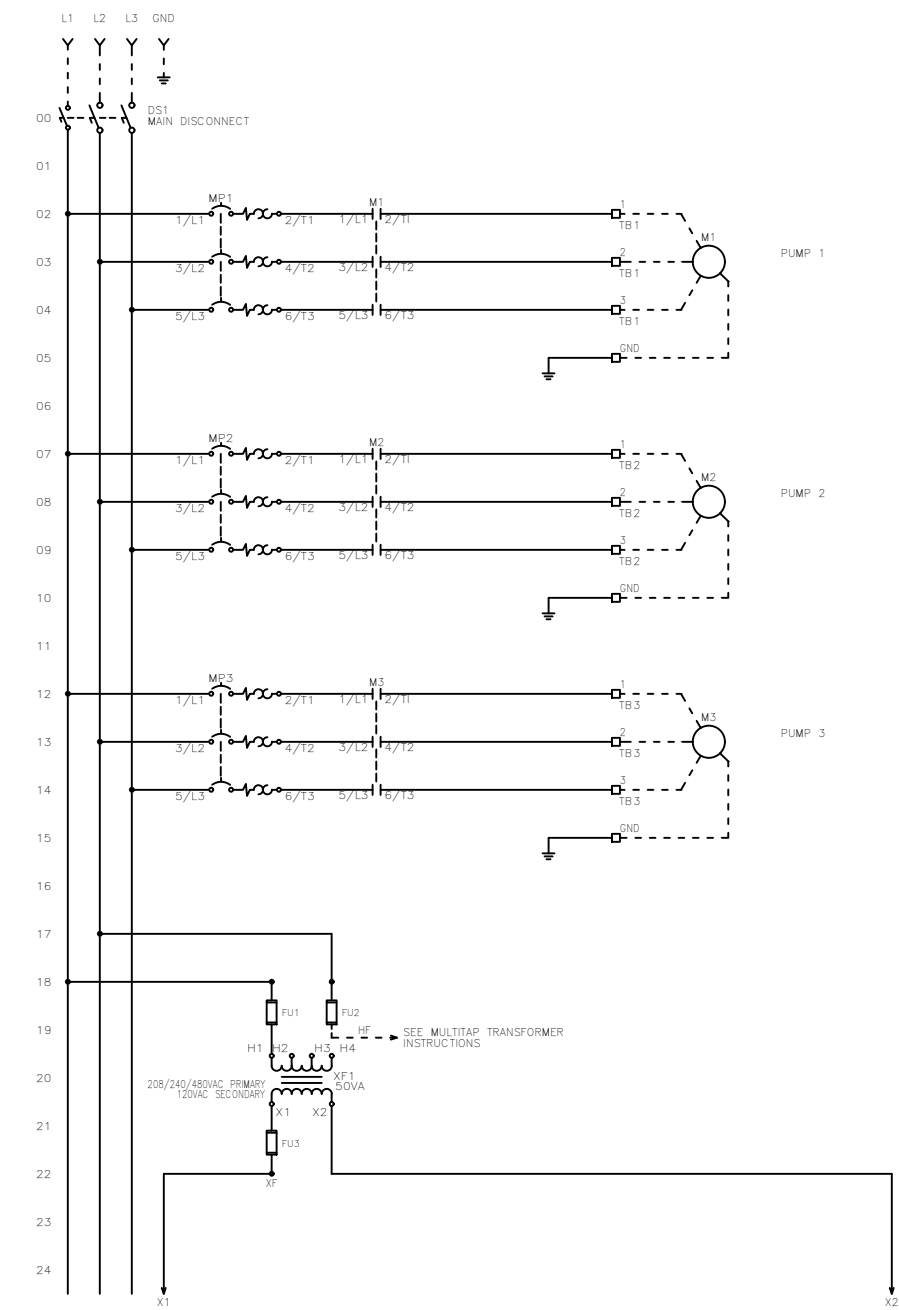 L1 L2 L3 GND
DS1
00 MAIN DISCONNECT
01
MP1 M1
02 1/L1 2/T1 1/L1 2/TI 1
TB1
M1
PUMP 1
03 3/L2 4/T2 3/L2 4/T2 2
TB1
04 5/L3 6/T3 5/L3 6/T3 3
TB1
05 GND
06
MP2 M2
07 1/L1 2/T1 1/L1 2/TI 1
TB2
M2
PUMP 2
08 3/L2 4/T2 3/L2 4/T2 2
TB2
09 5/L3 6/T3 5/L3 6/T3 3
TB2
10 GND
11
MP3 M3
12 1/L1 2/T1 1/L1 2/TI 1
TB3
M3
PUMP 3
13 3/L2 4/T2 3/L2 4/T2 2
TB3
14 5/L3 6/T3 5/L3 6/T3 3
TB3
15 GND
16
17
18
FU1 FU2
19 HF SEE MULTITAP TRANSFORMER
INSTRUCTIONS
H1 H2 H3 H4
20 XF1
208/240/480VAC PRIMARY 50VA
120VAC SECONDARY
X1 X2
21
FU3
22
XF
23
24
X1 X2